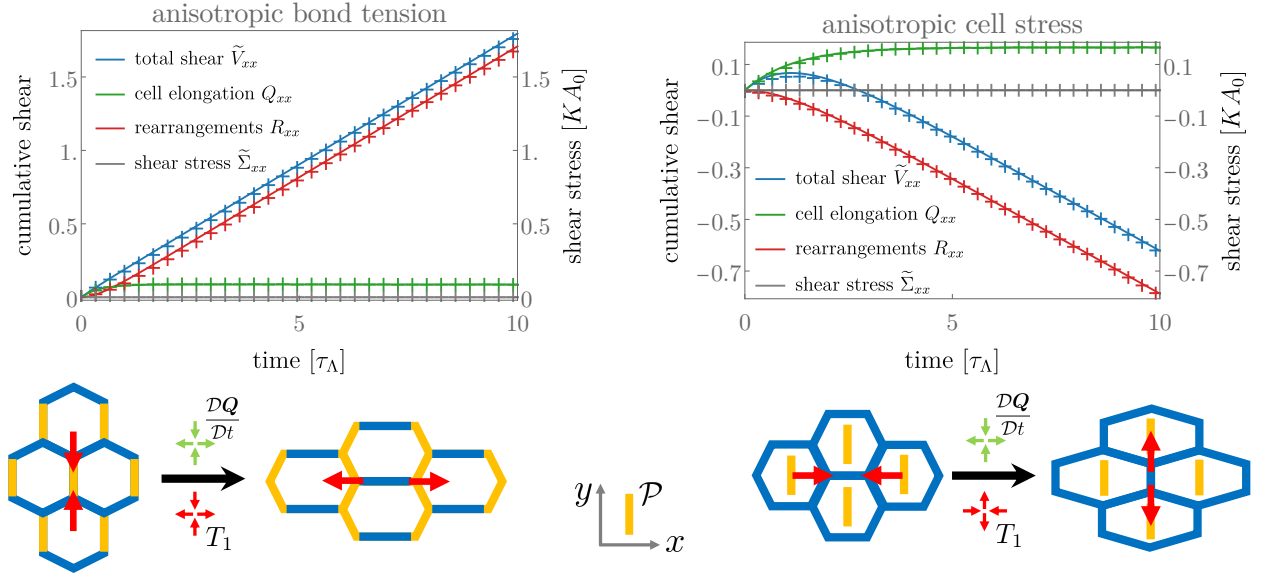 anisotropic bond tension
cumulative shear
shear stress [K A₀]
1.5
1.
0.5
0
1.5
1.
0.5
0
total shear Ṽₓₓ
cell elongation Qₓₓ
rearrangements Rₓₓ
shear stress Σ̃ₓₓ
0
5
10
time [τ_Λ]
anisotropic cell stress
cumulative shear
shear stress [K A₀]
0.1
−0.1
−0.3
−0.5
−0.7
0.1
−0.1
−0.3
−0.5
−0.7
total shear Ṽₓₓ
cell elongation Qₓₓ
rearrangements Rₓₓ
shear stress Σ̃ₓₓ
0
5
10
time [τ_Λ]
𝒟Q
𝒟t
T₁
y
𝒫
x
𝒟Q
𝒟t
T₁